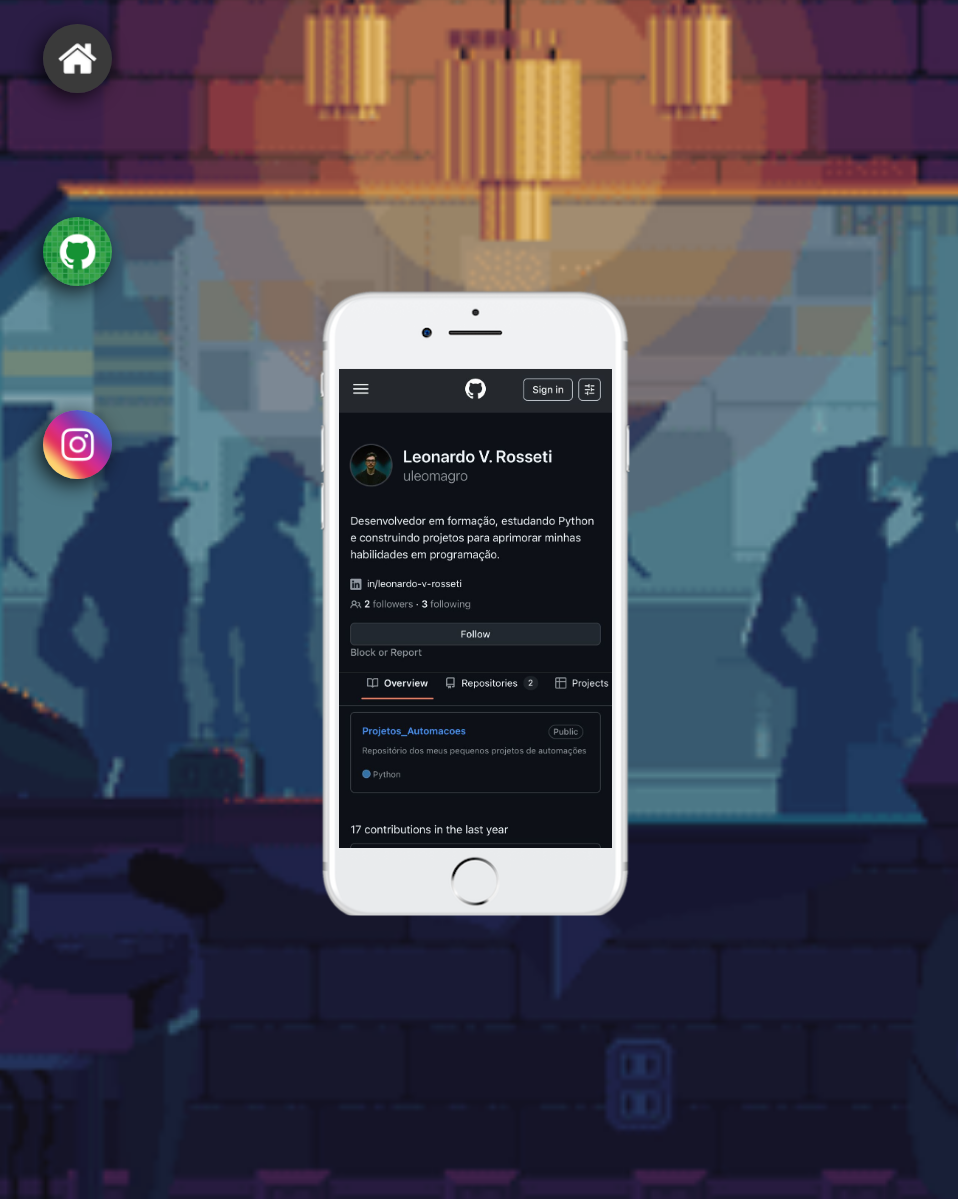 Sign in
Leonardo V. Rosseti
uleomagro
Desenvolvedor em formação, estudando Python
e construindo projetos para aprimorar minhas
habilidades em programação.
in/leonardo-v-rosseti
2 followers · 3 following
Follow
Block or Report
Overview Repositories 2 Projects
Projetos_Automacoes Public
Repositório dos meus pequenos projetos de automações
Python
17 contributions in the last year